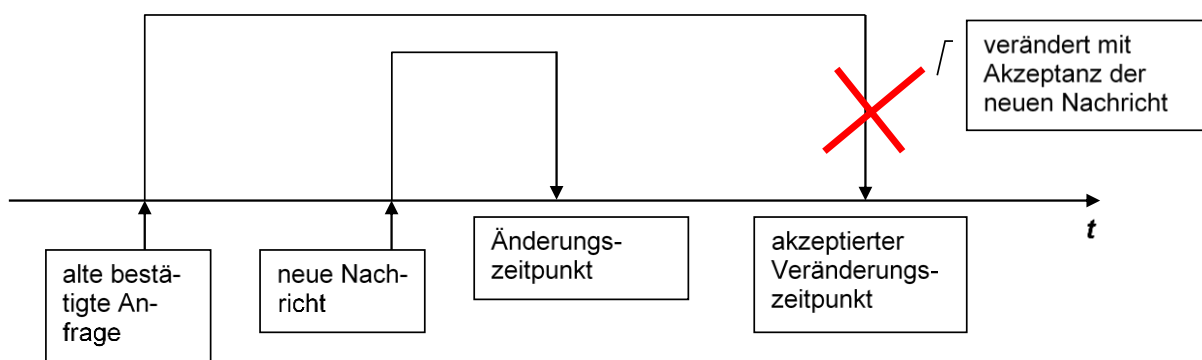 verändert mit
Akzeptanz der
neuen Nachricht
t
alte bestä-
tigte An-
frage
neue Nach-
richt
Änderungs-
zeitpunkt
akzeptierter
Veränderungs-
zeitpunkt